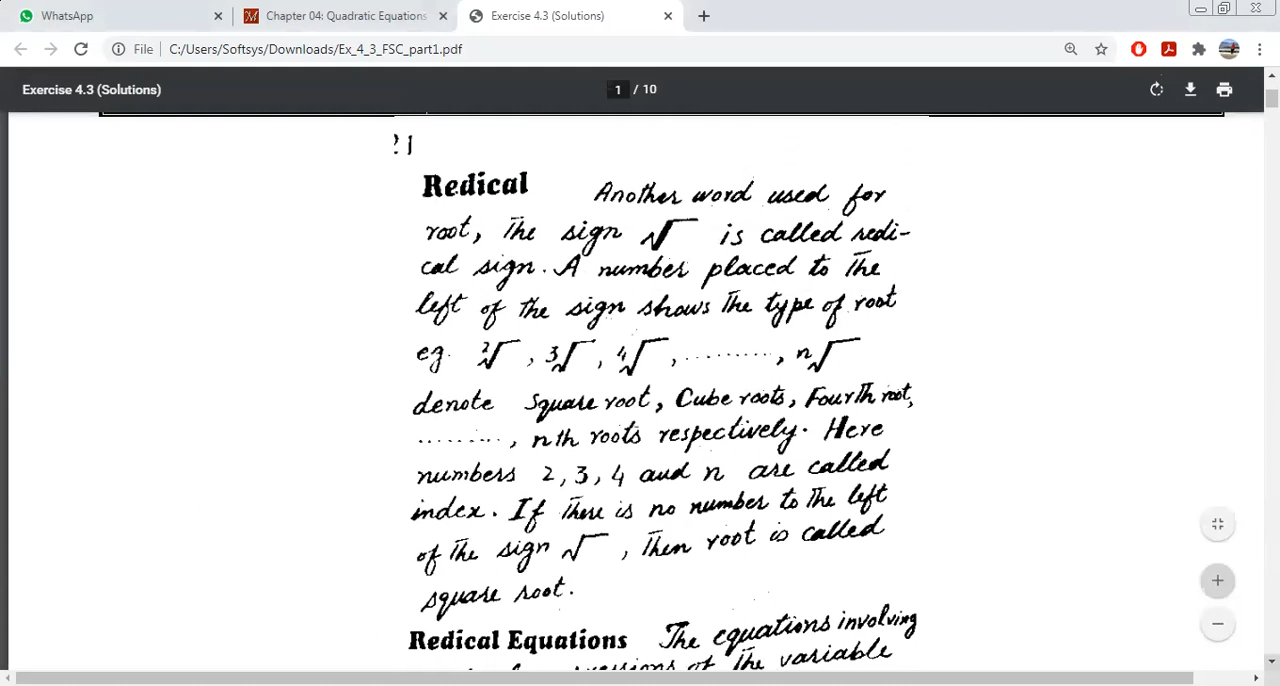 WhatsApp
Chapter 04: Quadratic Equations
Exercise 4.3 (Solutions)
File
C:/Users/Softsys/Downloads/Ex_4_3_FSC_part1.pdf
Exercise 4.3 (Solutions)
1 / 10
Redical Another word used for
root, The sign √ is called redi-
cal sign. A number placed to The
left of the sign shows The type of root
eg. ²√, ³√, ⁴√, .........., ⁿ√
denote Square root, Cube roots, Fourth root,
.........., nth roots respectively. Here
numbers 2, 3, 4 and n are called
index. If There is no number to The left
of The sign √, Then root is called
square root.
Redical Equations The equations involving
of The variable